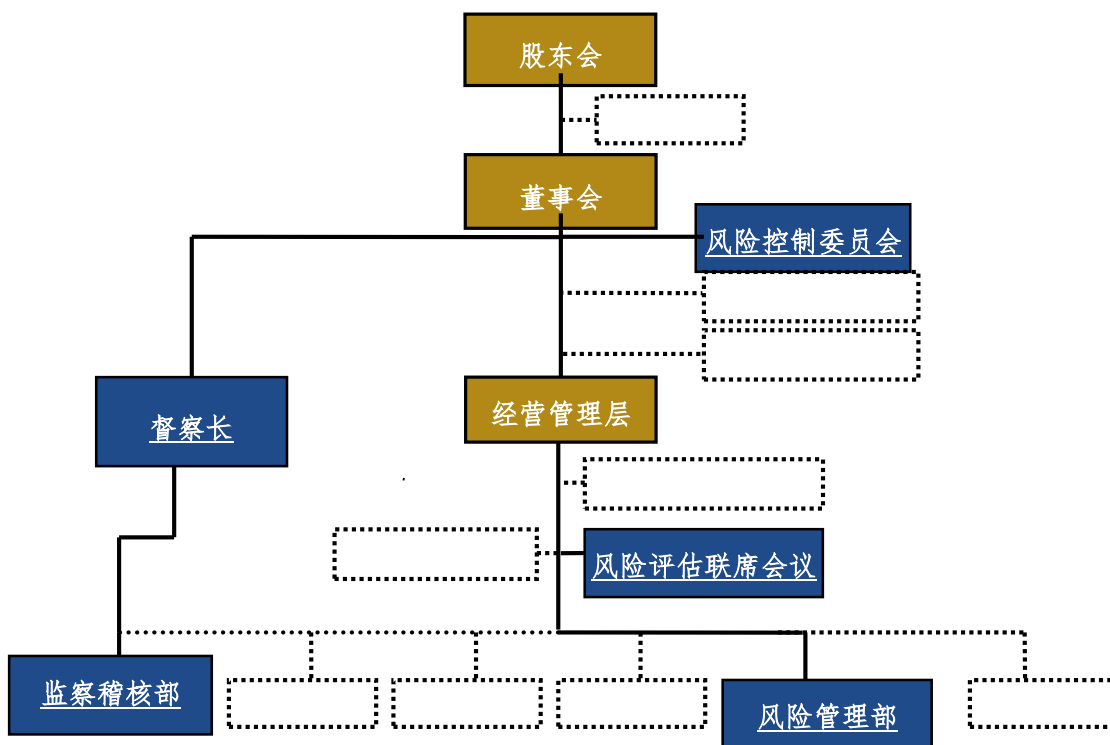 股东会
董事会
风险控制委员会
督察长
经营管理层
风险评估联席会议
监察稽核部
风险管理部